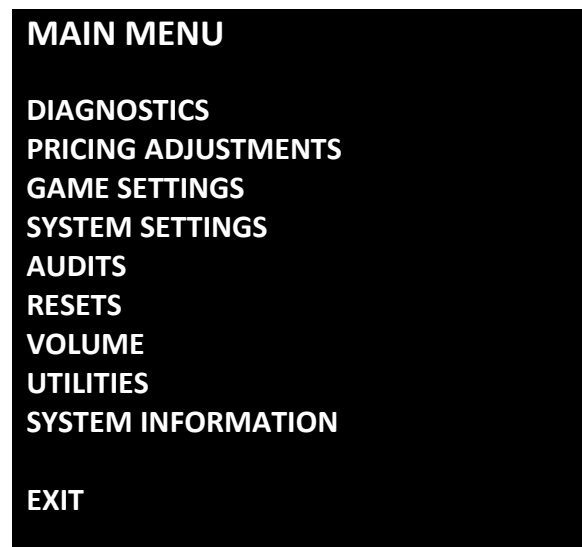 MAIN MENU
DIAGNOSTICS
PRICING ADJUSTMENTS
GAME SETTINGS
SYSTEM SETTINGS
AUDITS
RESETS
VOLUME
UTILITIES
SYSTEM INFORMATION
EXIT